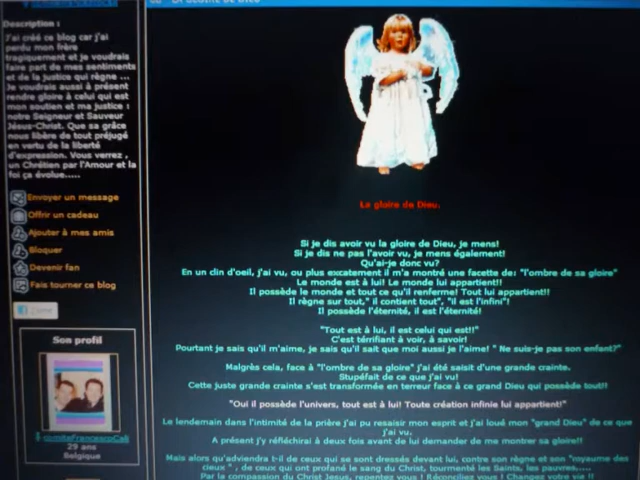 Description :
J'ai créé ce blog car j'ai
perdu mon frère
tragiquement et je voudrais
faire part de mes sentiments
et de la justice qui règne ...
Je voudrais aussi à présent
rendre gloire à celui qui est
mon soutien et ma justice :
notre Seigneur et Sauveur
Jésus-Christ. Que sa grâce
nous libère de tout préjugé
en vertu de la liberté
d'expression. Vous verrez ,
un Chrétien par l'Amour et la
foi ça évolue.....
Envoyer un message
Offrir un cadeau
Ajouter à mes amis
Bloquer
Devenir fan
Faire tourner ce blog
J'aime
Son profil
comitaFrancescoCali
29 ans
Belgique
La gloire de Dieu.
Si je dis avoir vu la gloire de Dieu, je mens!
Si je dis ne pas l'avoir vu, je mens également!
Qu'ai-je donc vu?
En un clin d'oeil, j'ai vu, ou plus excatement il m'a montré une facette de: "l'ombre de sa gloire"
Le monde est à lui! Le monde lui appartient!!
Il possède le monde et tout ce qu'il renferme! Tout lui appartient!!
Il règne sur tout," il contient tout", "il est l'infini"!
Il possède l'éternité, il est l'éternité!
"Tout est à lui, il est celui qui est!!"
C'est térrifiant à voir, à savoir!
Pourtant je sais qu'il m'aime, je sais qu'il sait que moi aussi je l'aime! " Ne suis-je pas son enfant?"
Malgrès cela, face à "l'ombre de sa gloire" j'ai été saisit d'une grande crainte.
Stupéfait de ce que j'ai vu!
Cette juste grande crainte s'est transformée en terreur face à ce grand Dieu qui possède tout!!
"Oui il possède l'univers, tout est à lui! Toute création infinie lui appartient!"
Le lendemain dans l'intimité de la prière j'ai pu resaisir mon esprit et j'ai loué mon "grand Dieu" de ce que
j'ai vu.
A présent j'y réfléchirai à deux fois avant de lui demander de me montrer sa gloire!!
Mais alors qu'adviendra t-il de ceux qui se sont dressés devant lui, contre son règne et son "royaume des
cieux " , de ceux qui ont profané le sang du Christ, tourmenté les Saints, les pauvres.....
Par la compassion du Christ Jesus, repentez vous ! Réconciliez vous ! Changez votre vie !!